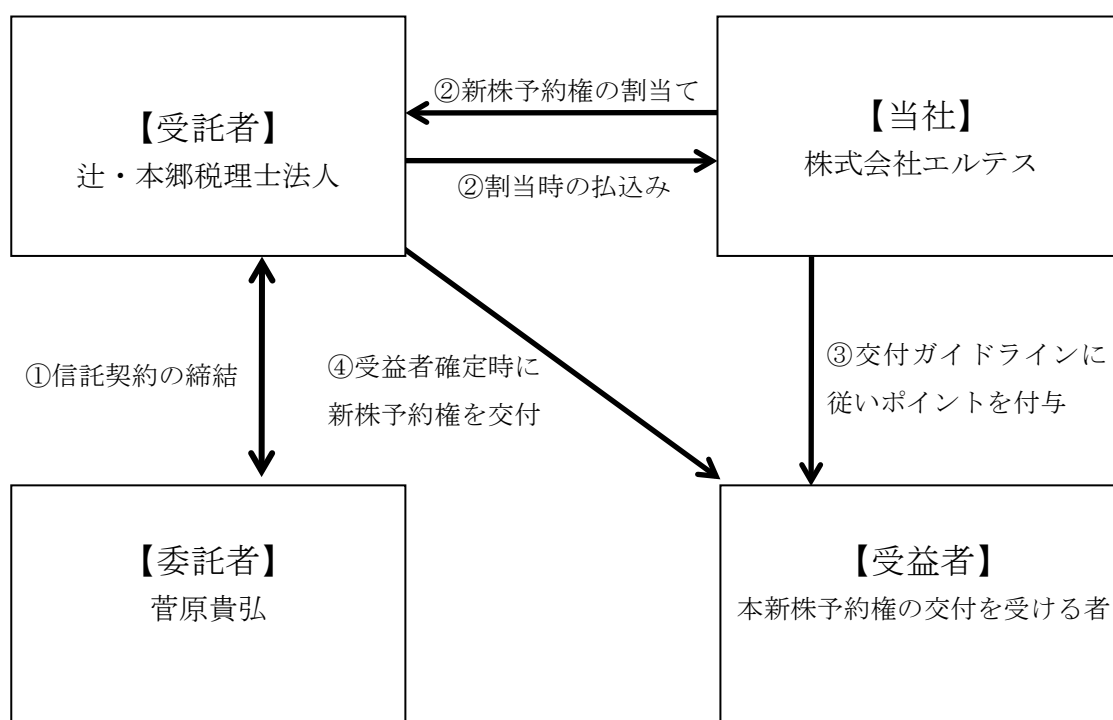 【受託者】
辻・本郷税理士法人
②新株予約権の割当て
②割当時の払込み
【当社】
株式会社エルテス
①信託契約の締結
④受益者確定時に
新株予約権を交付
③交付ガイドラインに
従いポイントを付与
【委託者】
菅原貴弘
【受益者】
本新株予約権の交付を受ける者